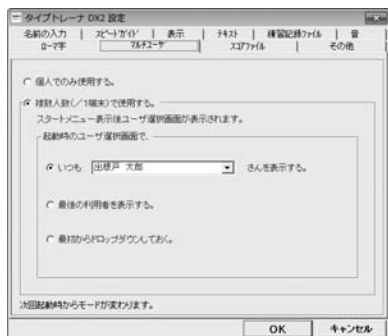 タイプトレーナ DX2 設定
名前の入力 スピードガイド 表示 テキスト 練習記録ファイル 音
ローマ字 マルチユーザ スコアファイル その他
個人でのみ使用する。
複数人数(/1端末)で使用する。
スタートメニュー表示後ユーザ選択画面が表示されます。
起動時のユーザ選択画面で、
いつも 出根戸 太郎 さんを表示する。
最後の利用者を表示する。
最初からドロップダウンしておく。
次回起動時からモードが変わります。
OK キャンセル